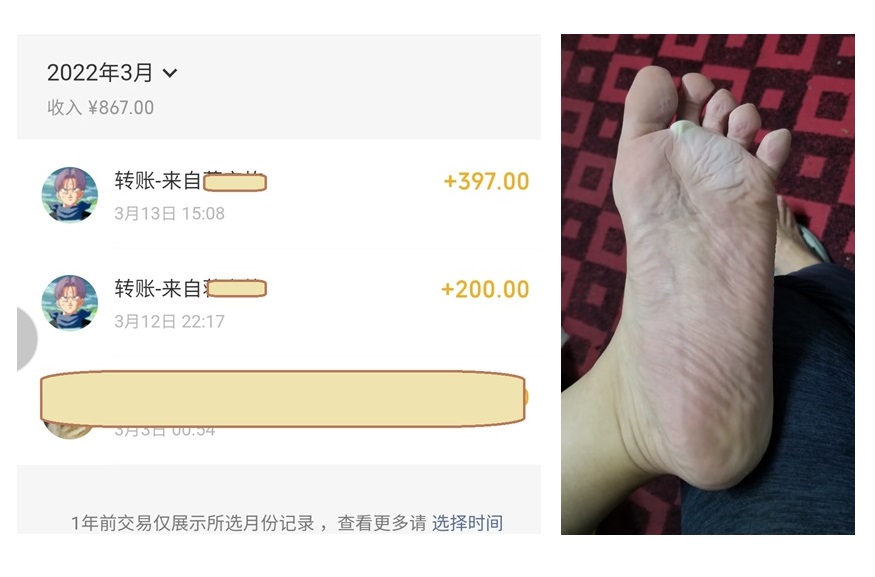 2022年3月
收入 ¥867.00
转账-来自
+397.00
3月13日 15:08
转账-来自
+200.00
3月12日 22:17
3月3日 00:54
1年前交易仅展示所选月份记录，查看更多请 选择时间